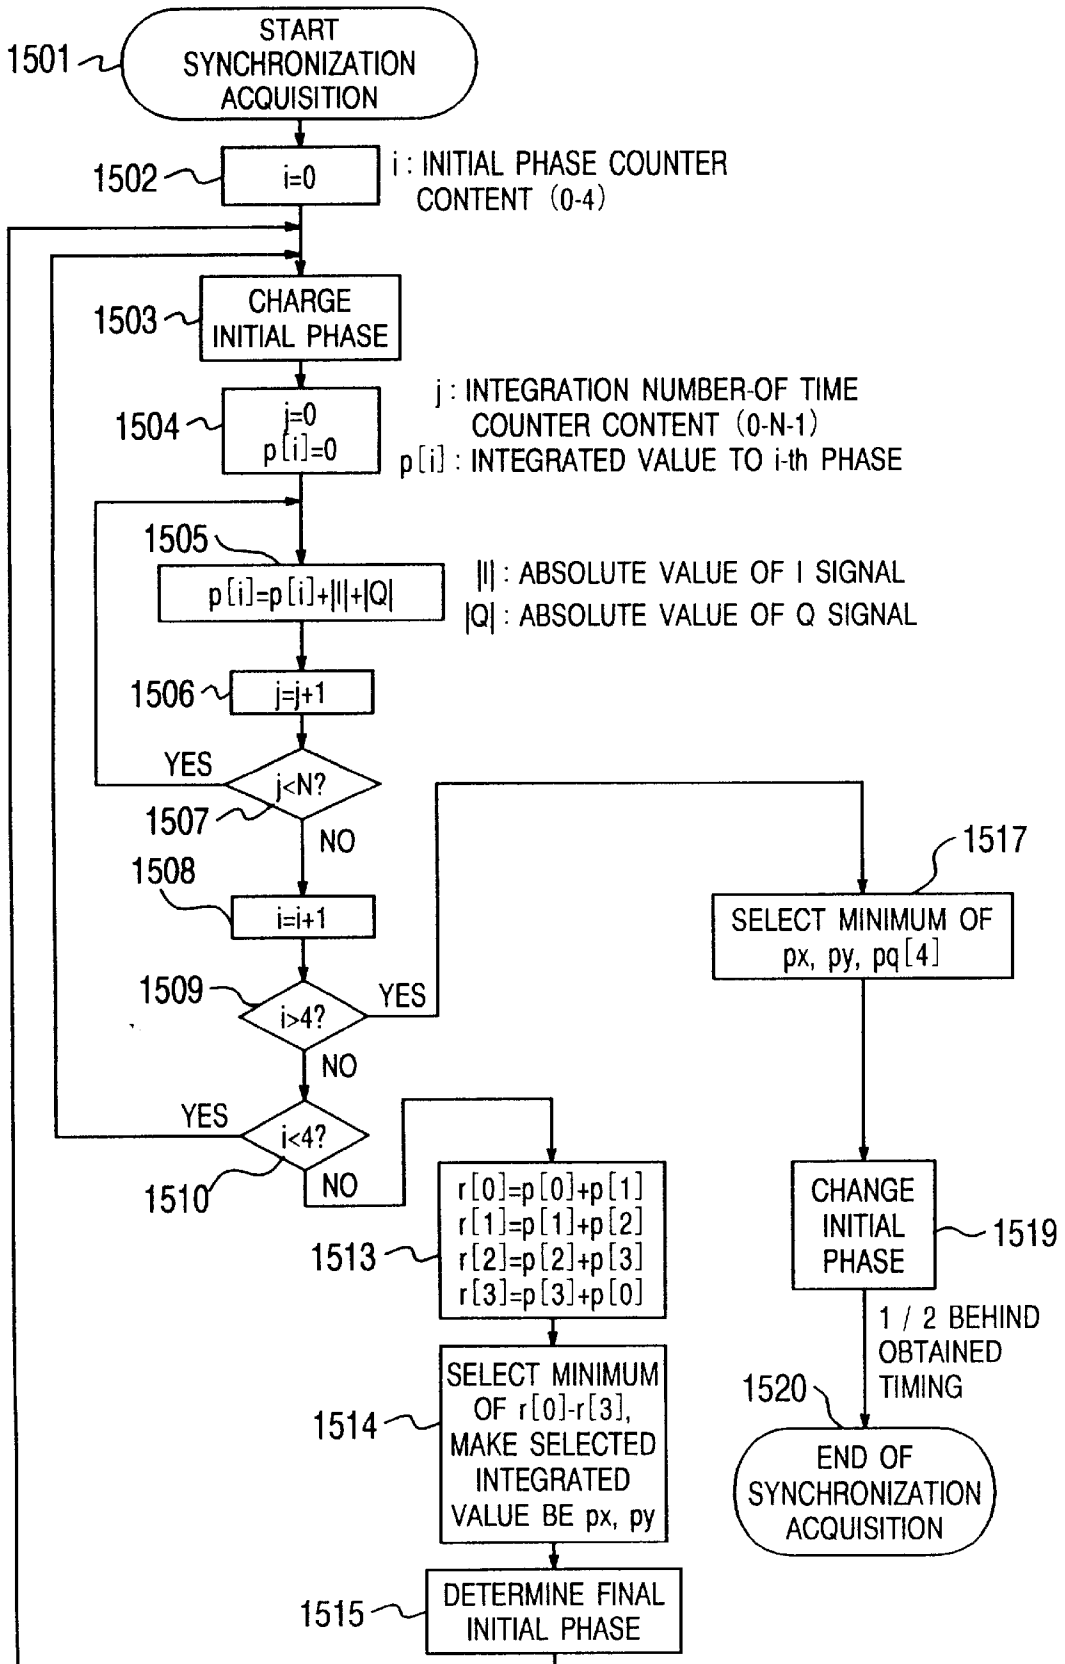 START
SYNCHRONIZATION
ACQUISITION
1501
1502
i=0
i : INITIAL PHASE COUNTER
CONTENT (0-4)
1503
CHARGE
INITIAL PHASE
1504
j=0
p[i]=0
j : INTEGRATION NUMBER-OF TIME
COUNTER CONTENT (0-N-1)
p[i] : INTEGRATED VALUE TO i-th PHASE
1505
p[i]=p[i]+|I|+|Q|
|I| : ABSOLUTE VALUE OF I SIGNAL
|Q| : ABSOLUTE VALUE OF Q SIGNAL
1506
j=j+1
YES
j<N?
1507
NO
1508
i=i+1
1509
i>4?
YES
NO
YES
i<4?
1510
NO
1513
r[0]=p[0]+p[1]
r[1]=p[1]+p[2]
r[2]=p[2]+p[3]
r[3]=p[3]+p[0]
1514
SELECT MINIMUM
OF r[0]-r[3],
MAKE SELECTED
INTEGRATED
VALUE BE px, py
1515
DETERMINE FINAL
INITIAL PHASE
1517
SELECT MINIMUM OF
px, py, pq[4]
CHANGE
INITIAL
PHASE
1519
1 / 2 BEHIND
OBTAINED
TIMING
1520
END OF
SYNCHRONIZATION
ACQUISITION